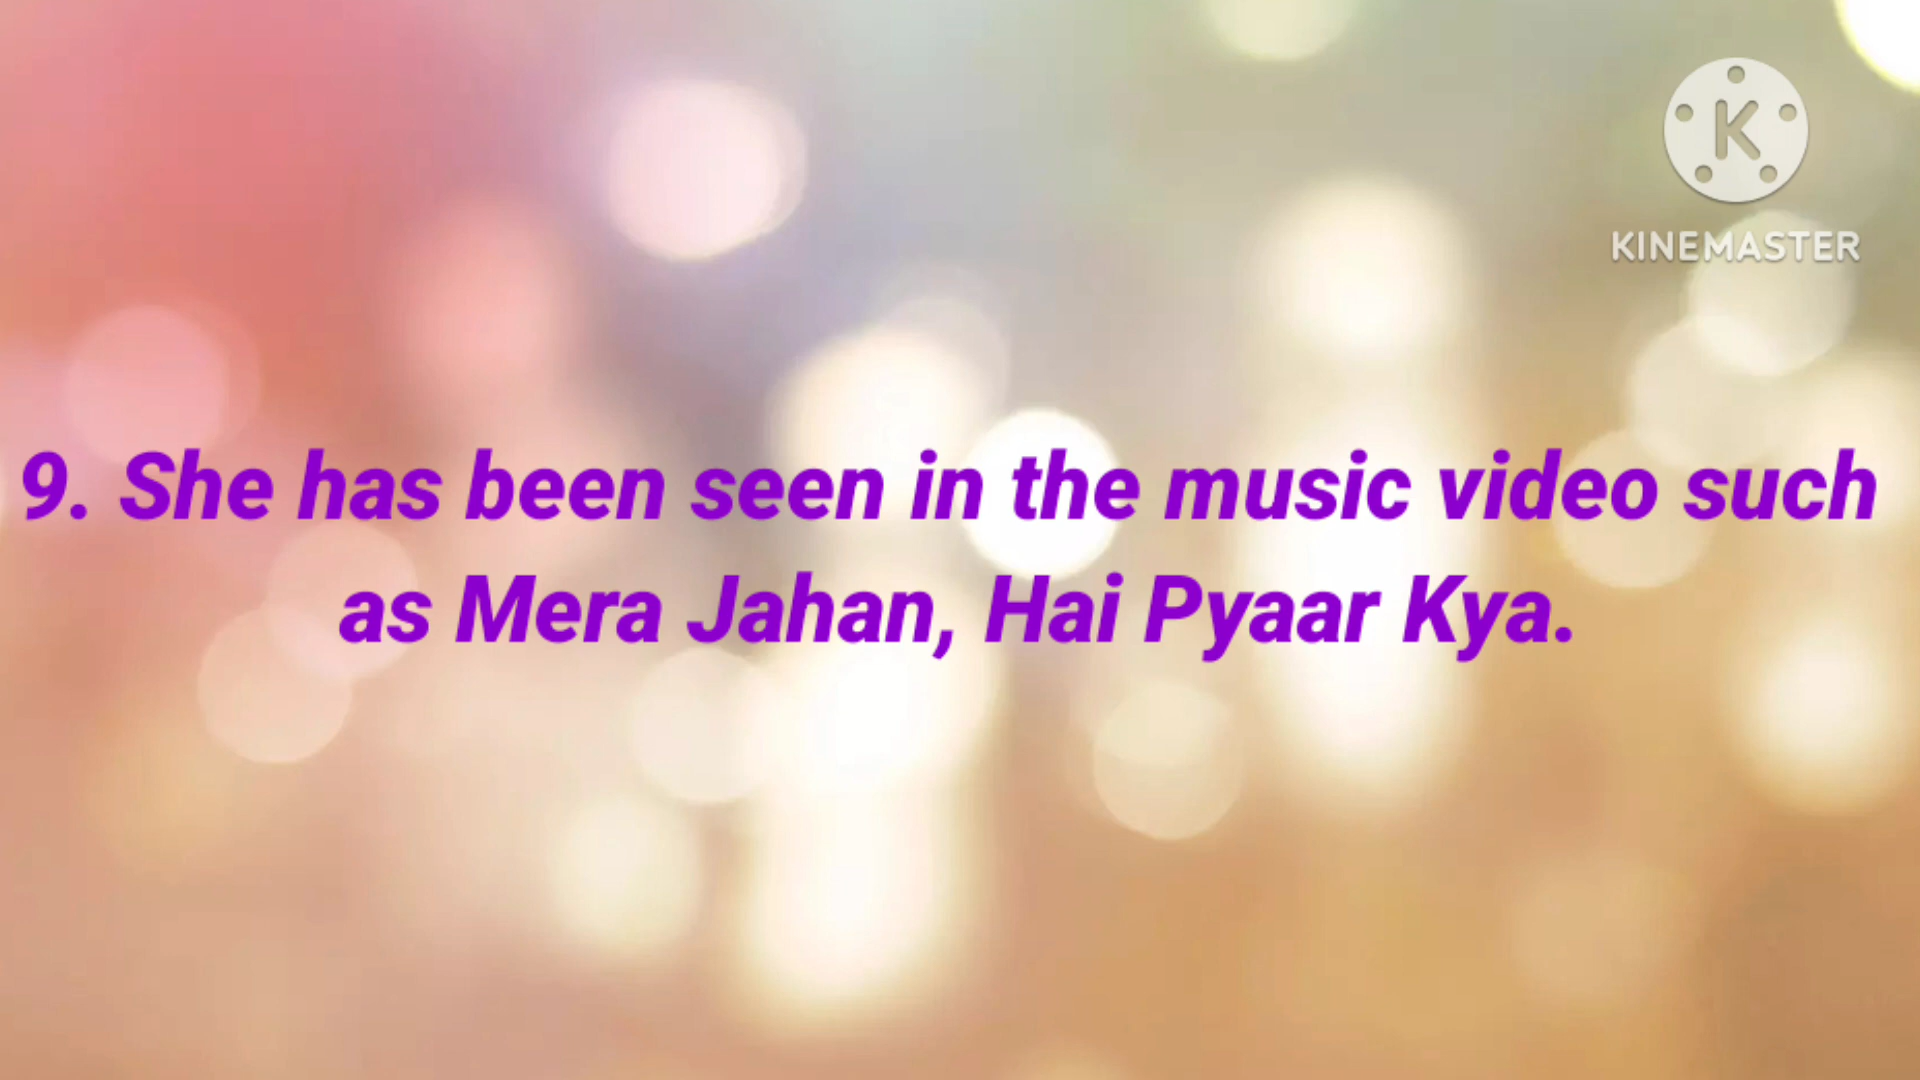 K
KINEMASTER
9. She has been seen in the music video such
as Mera Jahan, Hai Pyaar Kya.